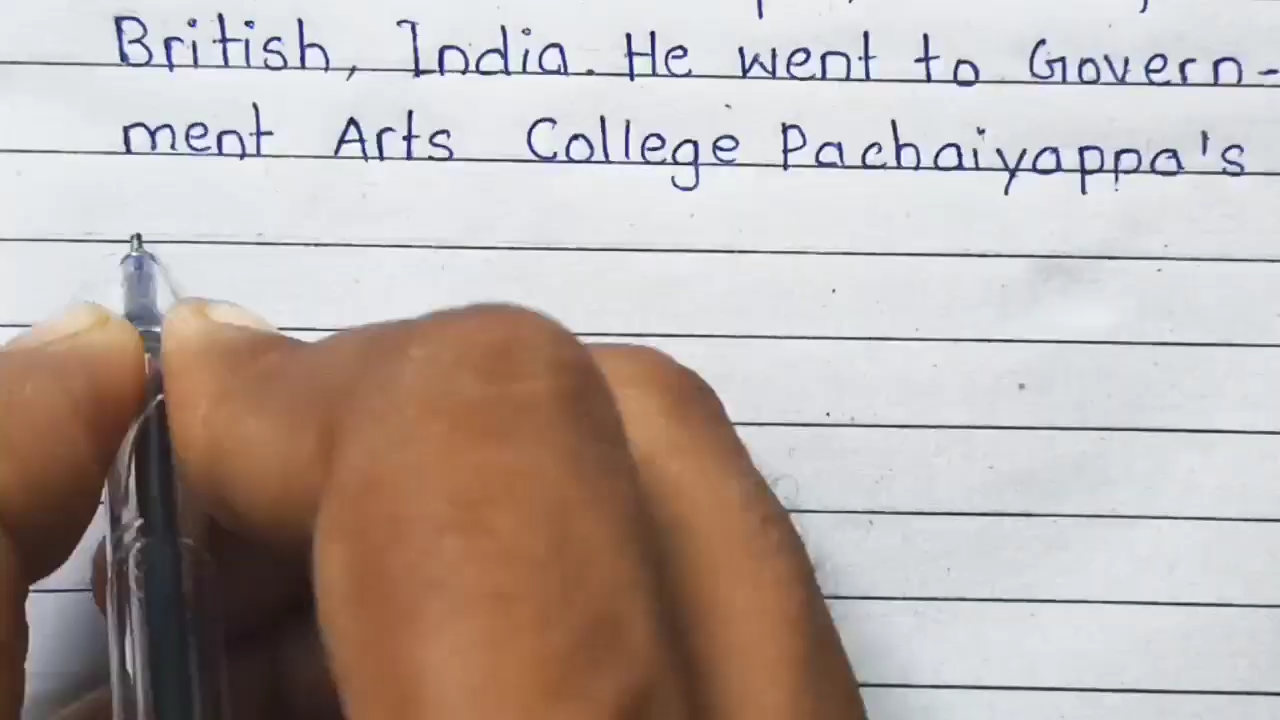 British, India. He went to Govern-
ment Arts College Pachaiyappa's